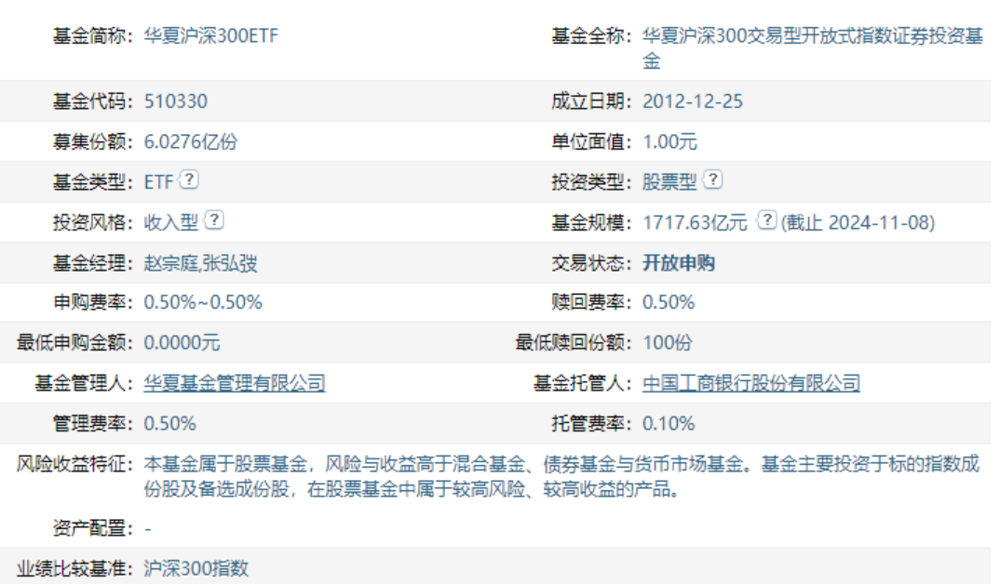 基金简称： 华夏沪深300ETF 基金全称： 华夏沪深300交易型开放式指数证券投资基
金
基金代码： 510330 成立日期： 2012-12-25
募集份额： 6.0276亿份 单位面值： 1.00元
基金类型： ETF ? 投资类型： 股票型 ?
投资风格： 收入型 ? 基金规模： 1717.63亿元 ? (截止 2024-11-08)
基金经理： 赵宗庭,张弘弢 交易状态： 开放申购
申购费率： 0.50%~0.50% 赎回费率： 0.50%
最低申购金额： 0.0000元 最低赎回份额： 100份
基金管理人： 华夏基金管理有限公司 基金托管人： 中国工商银行股份有限公司
管理费率： 0.50% 托管费率： 0.10%
风险收益特征： 本基金属于股票基金，风险与收益高于混合基金、债券基金与货币市场基金。基金主要投资于标的指数成
份股及备选成份股，在股票基金中属于较高风险、较高收益的产品。
资产配置： -
业绩比较基准： 沪深300指数